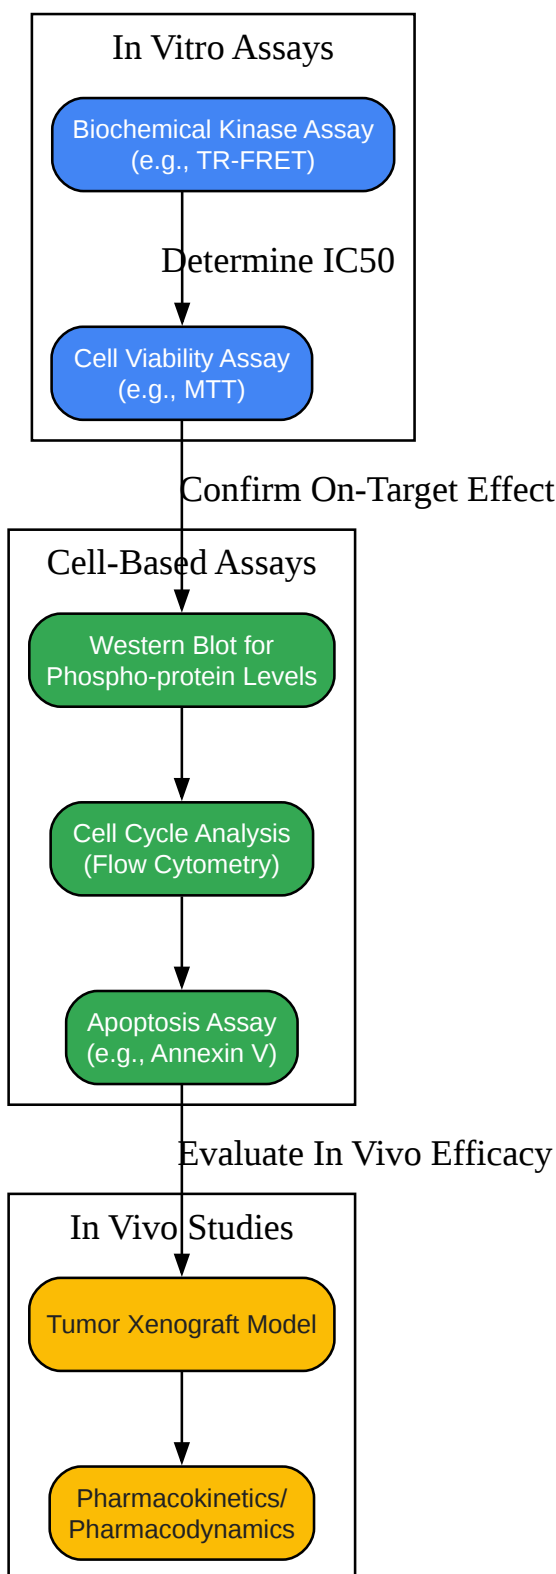 In Vitro Assays
Biochemical Kinase Assay
(e.g., TR-FRET)
Determine IC50
Cell Viability Assay
(e.g., MTT)
Confirm On-Target Effect
Cell-Based Assays
Western Blot for
Phospho-protein Levels
Cell Cycle Analysis
(Flow Cytometry)
Apoptosis Assay
(e.g., Annexin V)
Evaluate In Vivo Efficacy
In Vivo Studies
Tumor Xenograft Model
Pharmacokinetics/
Pharmacodynamics